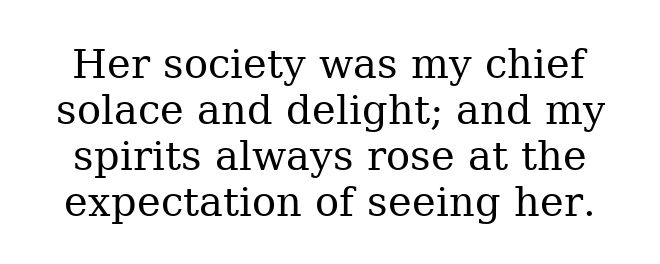 Her society was my chief
solace and delight; and my
spirits always rose at the
expectation of seeing her.